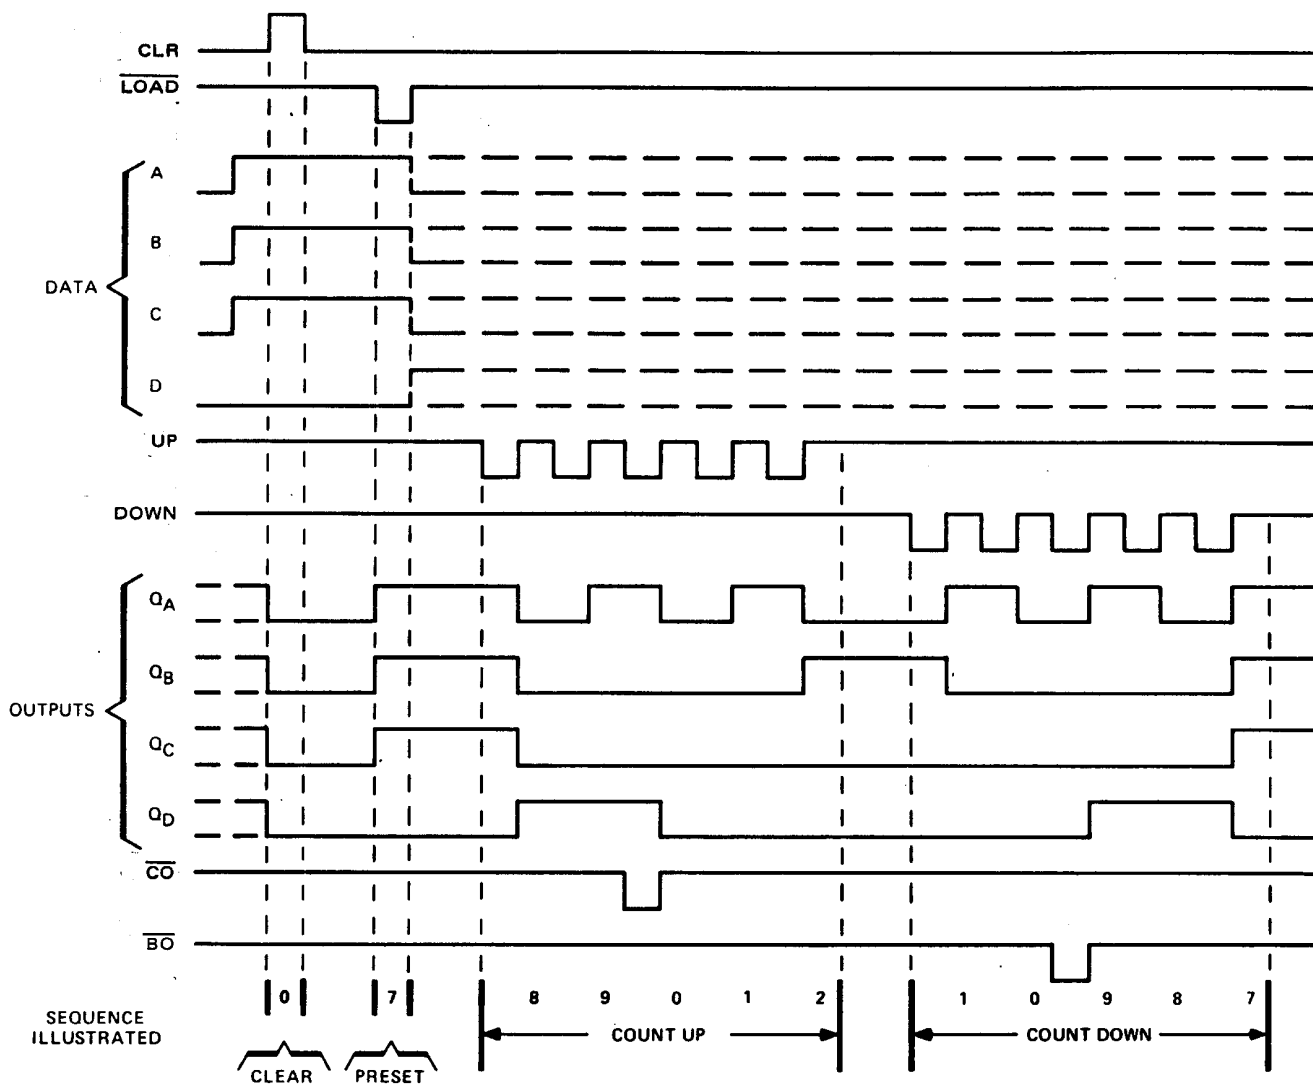 CLR
LOAD
DATA
A
B
C
D
UP
DOWN
OUTPUTS
QA
QB
QC
QD
CO
BO
SEQUENCE
ILLUSTRATED
0 7 8 9 0 1 2 1 0 9 8 7
COUNT UP COUNT DOWN
CLEAR PRESET